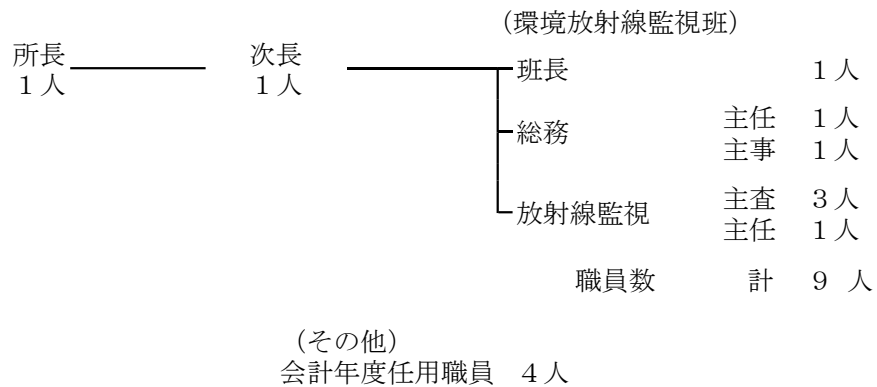 (環境放射線監視班)
所長 次長
1人 1人
班長 1人
総務 主任 1人
主事 1人
放射線監視 主査 3人
主任 1人
職員数 計 9 人
(その他)
会計年度任用職員 4人